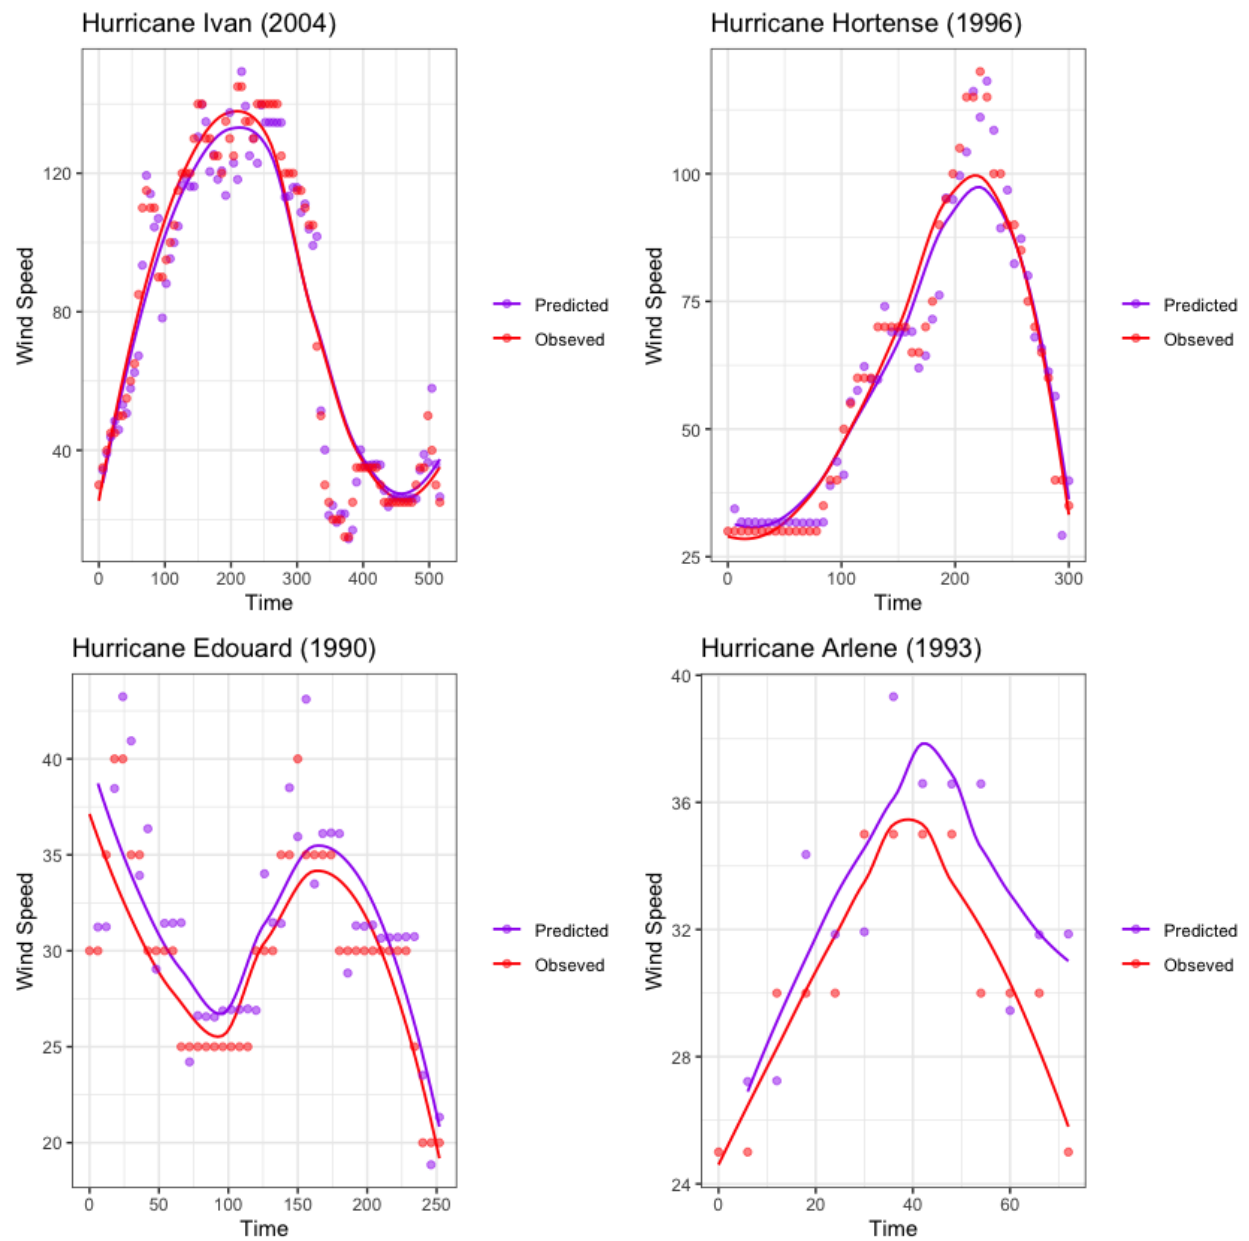 Hurricane Ivan (2004)
Wind Speed
120
80
40
0 100 200 300 400 500
Time
Predicted
Obseved
Hurricane Hortense (1996)
Wind Speed
100
75
50
25
0 100 200 300
Time
Predicted
Obseved
Hurricane Edouard (1990)
Wind Speed
40
35
30
25
20
0 50 100 150 200 250
Time
Predicted
Obseved
Hurricane Arlene (1993)
Wind Speed
40
36
32
28
24
0 20 40 60
Time
Predicted
Obseved